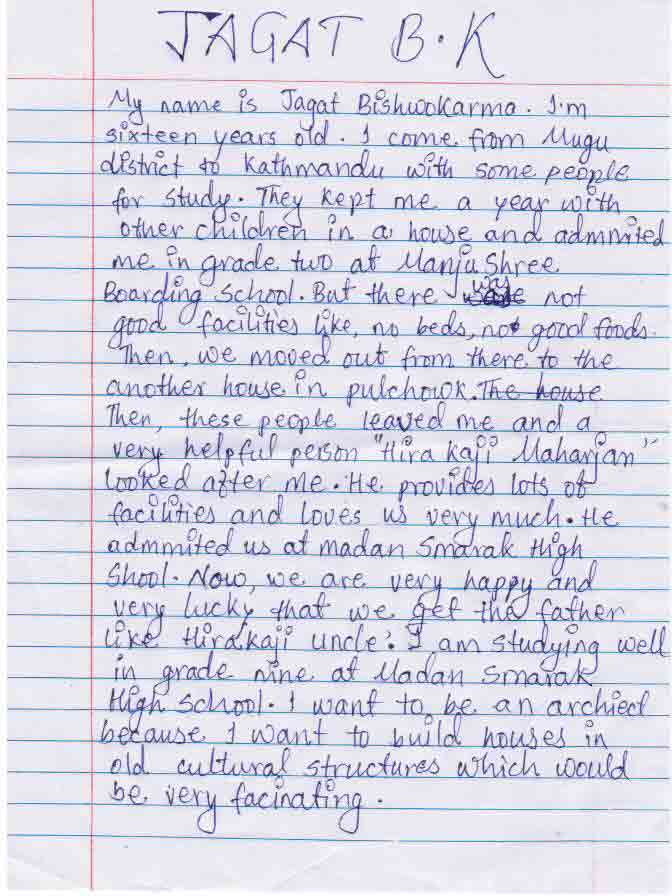 JAGAT B.K
My name is Jagat Bishwokarma. I'm
sixteen years old. I come from Mugu
district to Kathmandu with some people
for study. They kept me a year with
other children in a house and admmited
me in grade two at Manju Shree
Boarding School. But there was not
good facilities like, no beds, not good foods.
Then, we moved out from there to the
another house in pulchowk. The house
Then, these people leaved me and a
very helpful person "Hira kaji Maharjan"
looked after me. He provides lots of
facilities and loves us very much. He
admmited us at madan Smarak High
Shool. Now, we are very happy and
very lucky that we get the father
like Hirakaji uncle. I am studying well
in grade nine at Madan Smarak
High School. I want to be an archiect
because I want to build houses in
old cultural structures which would
be very facinating.